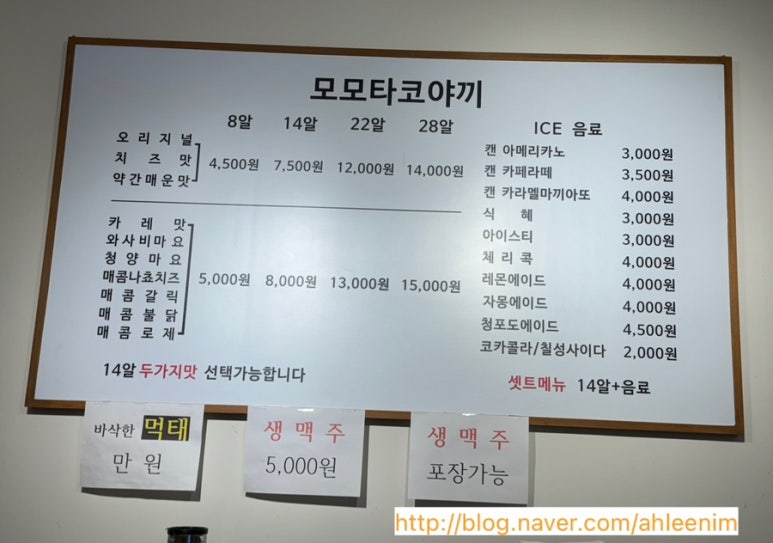 모모타코야끼
8알 14알 22알 28알
오리지널
치즈맛
약간매운맛
4,500원 7,500원 12,000원 14,000원
카레맛
와사비마요
청양마요
매콤나쵸치즈
매콤갈릭
매콤불닭
매콤로제
5,000원 8,000원 13,000원 15,000원
14알 두가지맛 선택가능합니다
ICE 음료
캔 아메리카노 3,000원
캔 카페라떼 3,500원
캔 카라멜마끼아또 4,000원
식혜 3,000원
아이스티 3,000원
체리콕 4,000원
레몬에이드 4,000원
자몽에이드 4,000원
청포도에이드 4,500원
코카콜라/칠성사이다 2,000원
셋트메뉴 14알+음료
바삭한 먹태
만원
생맥주
5,000원
생맥주
포장가능
http://blog.naver.com/ahleenim